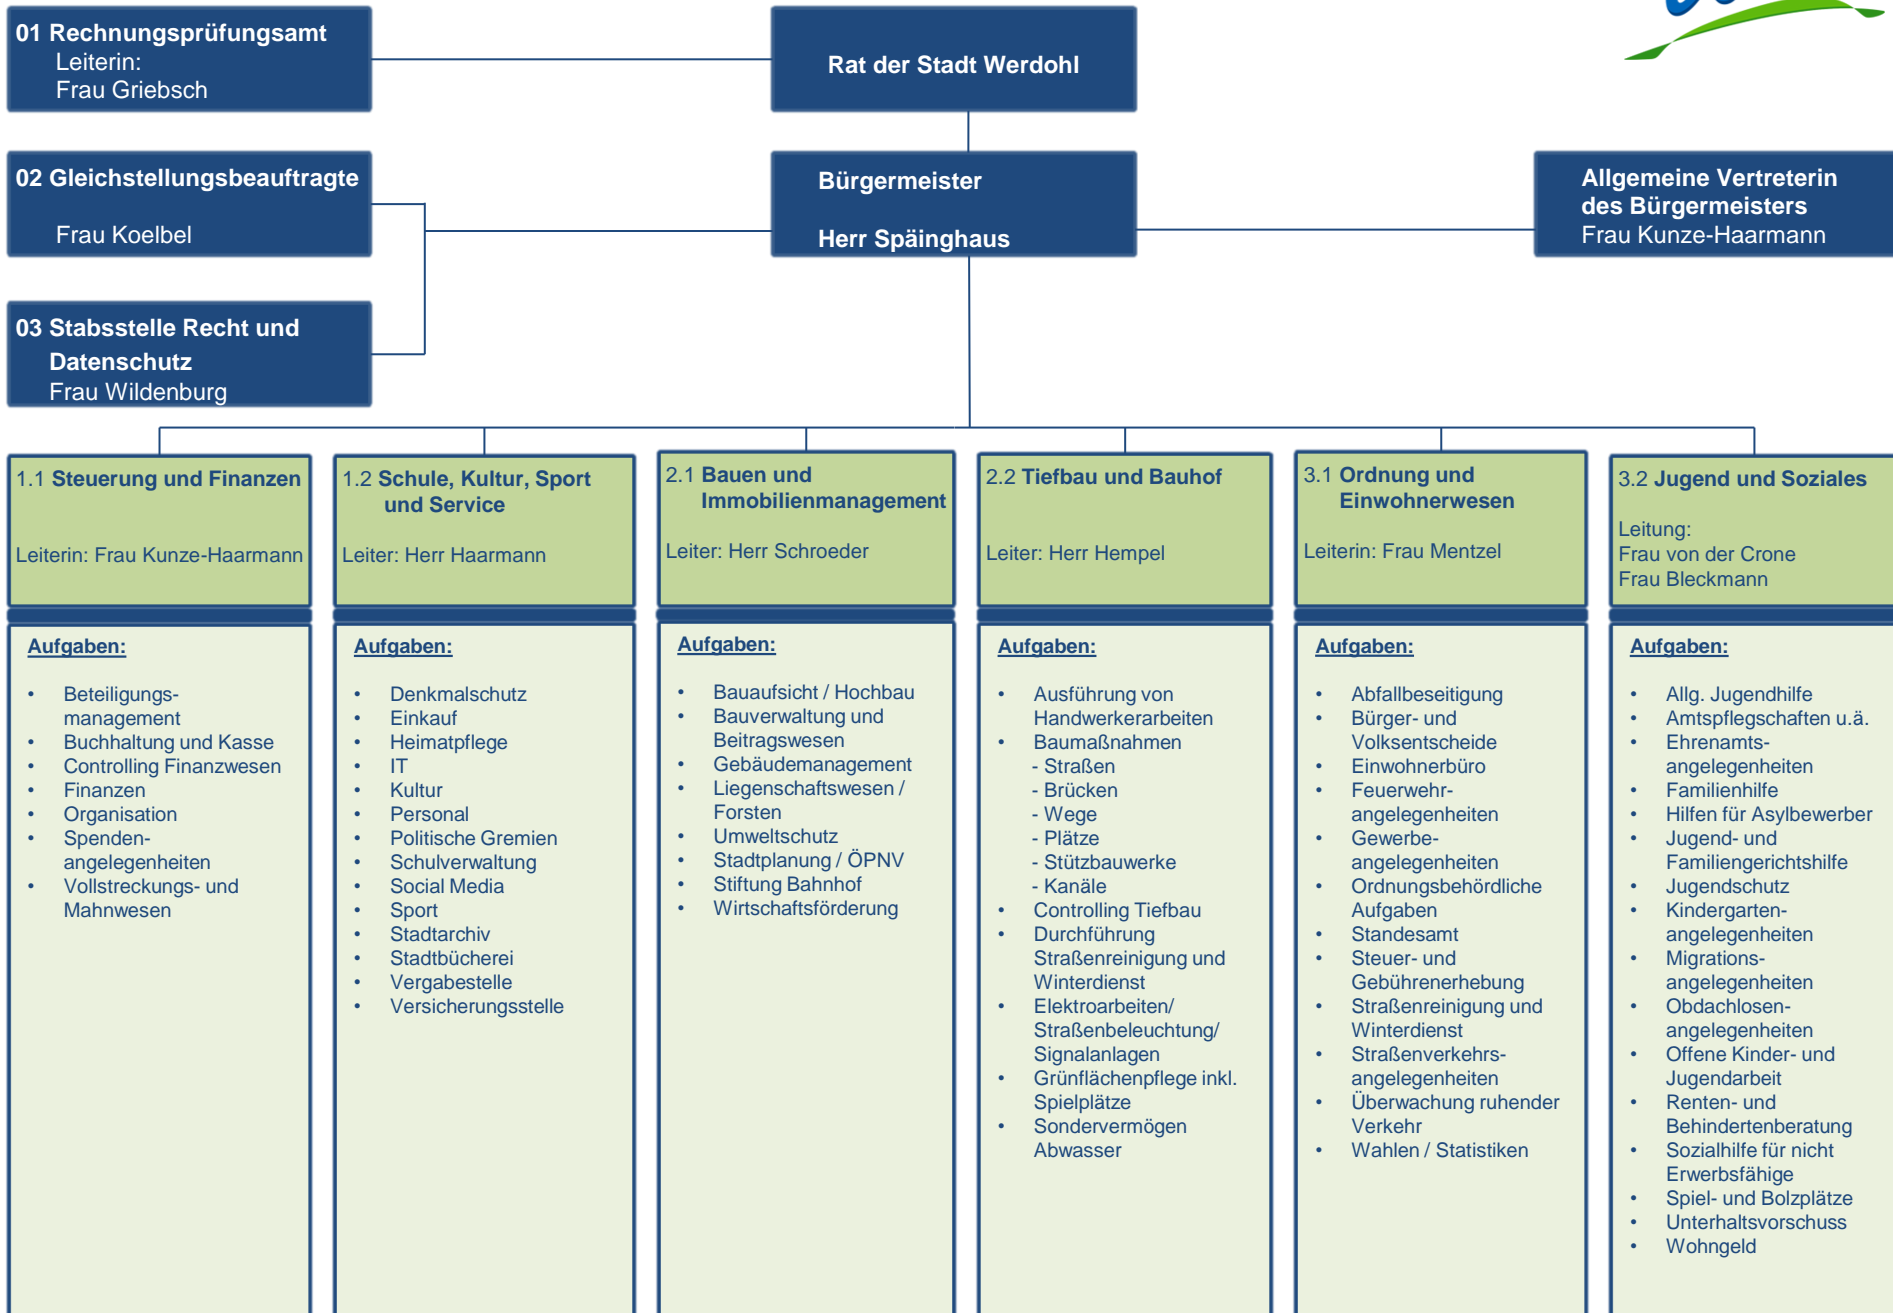 01 Rechnungsprüfungsamt
Leiterin:
Frau Griebsch
Rat der Stadt Werdohl
02 Gleichstellungsbeauftragte
Frau Koelbel
Bürgermeister
Herr Späinghaus
Allgemeine Vertreterin
des Bürgermeisters
Frau Kunze-Haarmann
03 Stabsstelle Recht und
Datenschutz
Frau Wildenburg
1.1 Steuerung und Finanzen
Leiterin: Frau Kunze-Haarmann
Aufgaben:
• Beteiligungs-
management
• Buchhaltung und Kasse
• Controlling Finanzwesen
• Finanzen
• Organisation
• Spenden-
angelegenheiten
• Vollstreckungs- und
Mahnwesen
1.2 Schule, Kultur, Sport
und Service
Leiter: Herr Haarmann
Aufgaben:
• Denkmalschutz
• Einkauf
• Heimatpflege
• IT
• Kultur
• Personal
• Politische Gremien
• Schulverwaltung
• Social Media
• Sport
• Stadtarchiv
• Stadtbücherei
• Vergabestelle
• Versicherungsstelle
2.1 Bauen und
Immobilienmanagement
Leiter: Herr Schroeder
Aufgaben:
• Bauaufsicht / Hochbau
• Bauverwaltung und
Beitragswesen
• Gebäudemanagement
• Liegenschaftswesen /
Forsten
• Umweltschutz
• Stadtplanung / ÖPNV
• Stiftung Bahnhof
• Wirtschaftsförderung
2.2 Tiefbau und Bauhof
Leiter: Herr Hempel
Aufgaben:
• Ausführung von
Handwerkerarbeiten
• Baumaßnahmen
- Straßen
- Brücken
- Wege
- Plätze
- Stützbauwerke
- Kanäle
• Controlling Tiefbau
• Durchführung
Straßenreinigung und
Winterdienst
• Elektroarbeiten/
Straßenbeleuchtung/
Signalanlagen
• Grünflächenpflege inkl.
Spielplätze
• Sondervermögen
Abwasser
3.1 Ordnung und
Einwohnerwesen
Leiterin: Frau Mentzel
Aufgaben:
• Abfallbeseitigung
• Bürger- und
Volksentscheide
• Einwohnerbüro
• Feuerwehr-
angelegenheiten
• Gewerbe-
angelegenheiten
• Ordnungsbehördliche
Aufgaben
• Standesamt
• Steuer- und
Gebührenerhebung
• Straßenreinigung und
Winterdienst
• Straßenverkehrs-
angelegenheiten
• Überwachung ruhender
Verkehr
• Wahlen / Statistiken
3.2 Jugend und Soziales
Leitung:
Frau von der Crone
Frau Bleckmann
Aufgaben:
• Allg. Jugendhilfe
• Amtspflegschaften u.ä.
• Ehrenamts-
angelegenheiten
• Familienhilfe
• Hilfen für Asylbewerber
• Jugend- und
Familiengerichtshilfe
• Jugendschutz
• Kindergarten-
angelegenheiten
• Migrations-
angelegenheiten
• Obdachlosen-
angelegenheiten
• Offene Kinder- und
Jugendarbeit
• Renten- und
Behindertenberatung
• Sozialhilfe für nicht
Erwerbsfähige
• Spiel- und Bolzplätze
• Unterhaltsvorschuss
• Wohngeld